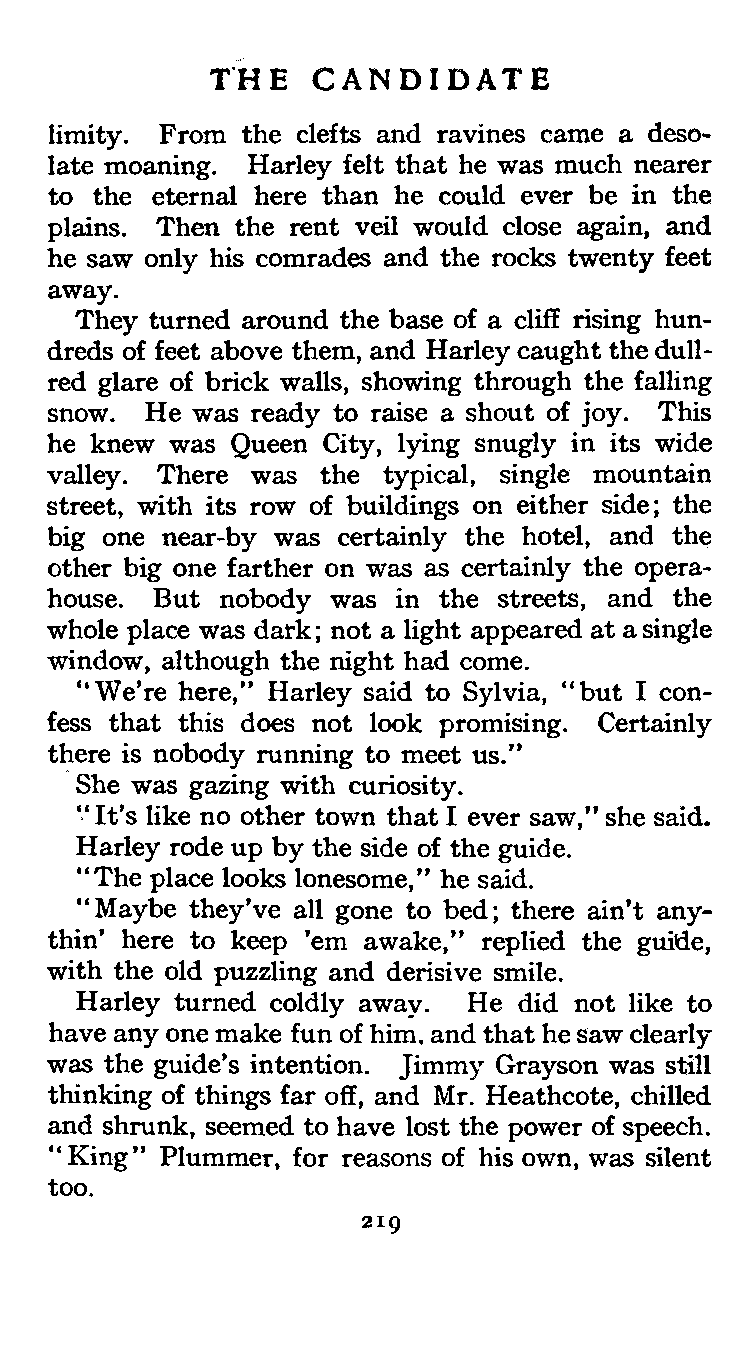 THE CANDIDATE
limity. From the clefts and ravines came a deso-
late moaning. Harley felt that he was much nearer
to the eternal here than he could ever be in the
plains. Then the rent veil would close again, and
he saw only his comrades and the rocks twenty feet
away.
They turned around the base of a cliff rising hun-
dreds of feet above them, and Harley caught the dull-
red glare of brick walls, showing through the falling
snow. He was ready to raise a shout of joy. This
he knew was Queen City, lying snugly in its wide
valley. There was the typical, single mountain
street, with its row of buildings on either side; the
big one near-by was certainly the hotel, and the
other big one farther on was as certainly the opera-
house. But nobody was in the streets, and the
whole place was dark; not a light appeared at a single
window, although the night had come.
"We're here," Harley said to Sylvia, "but I con-
fess that this does not look promising. Certainly
there is nobody running to meet us."
She was gazing with curiosity.
"It's like no other town that I ever saw," she said.
Harley rode up by the side of the guide.
"The place looks lonesome," he said.
"Maybe they've all gone to bed; there ain't any-
thin' here to keep 'em awake," replied the guide,
with the old puzzling and derisive smile.
Harley turned coldly away. He did not like to
have any one make fun of him, and that he saw clearly
was the guide's intention. Jimmy Grayson was still
thinking of things far off, and Mr. Heathcote, chilled
and shrunk, seemed to have lost the power of speech.
"King" Plummer, for reasons of his own, was silent
too.
219